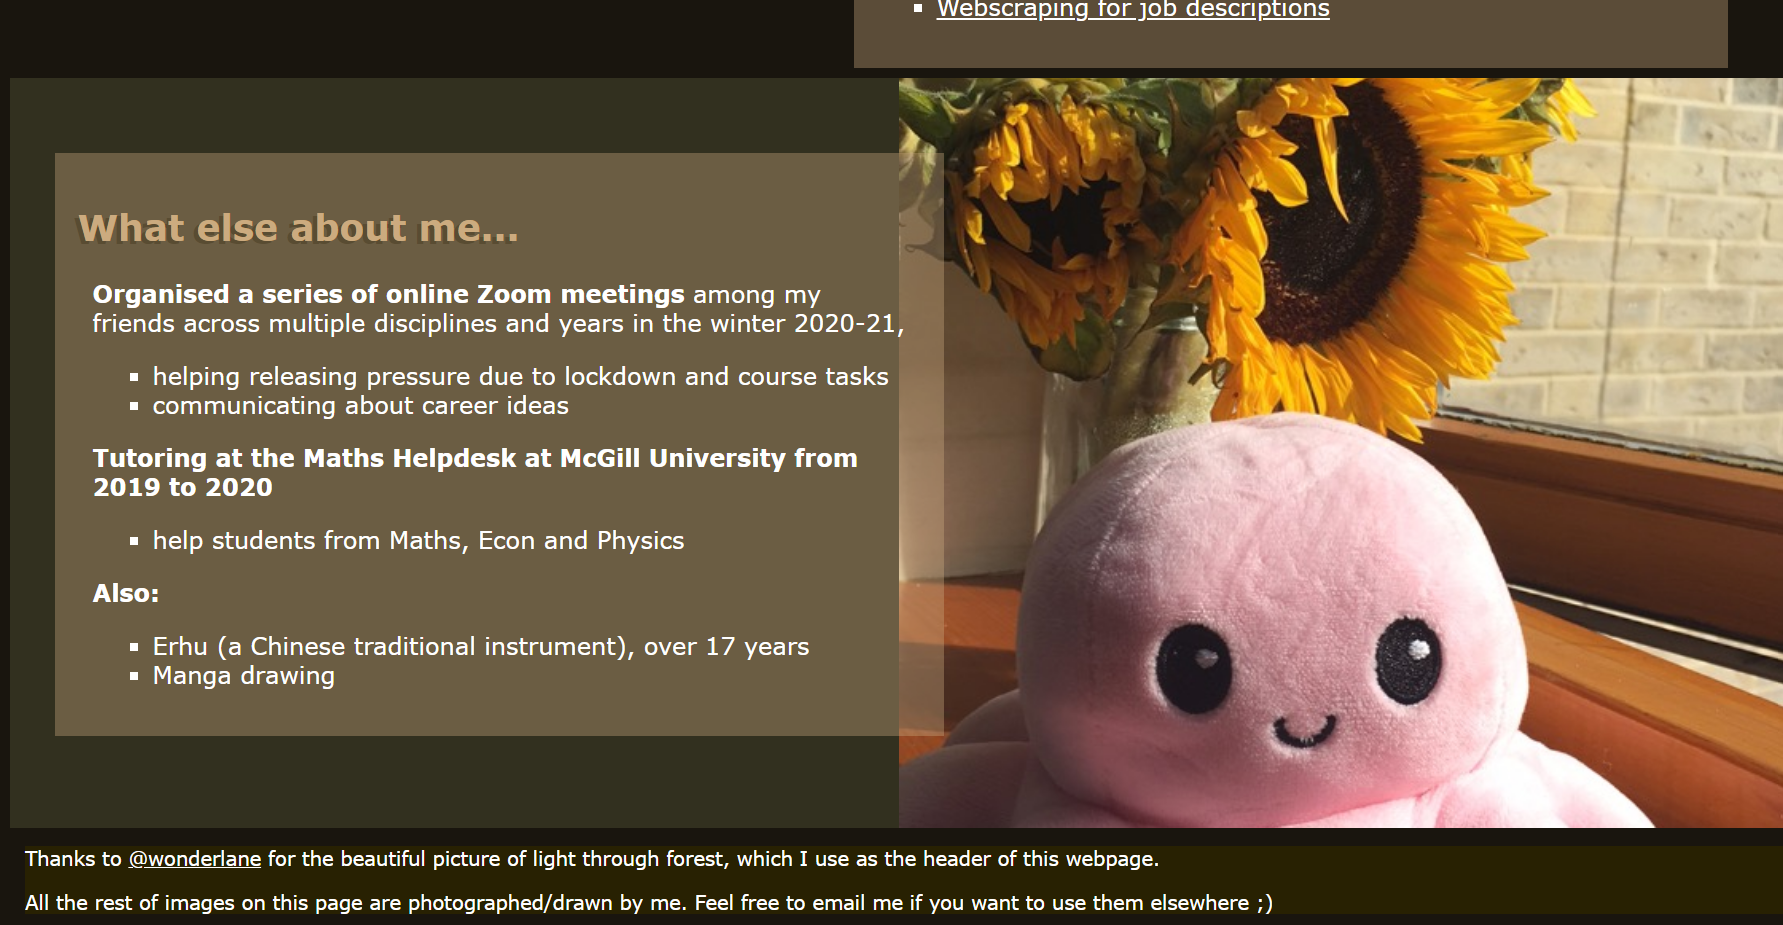 Webscraping for job descriptions
What else about me...
Organised a series of online Zoom meetings among my
friends across multiple disciplines and years in the winter 2020-21,
helping releasing pressure due to lockdown and course tasks
communicating about career ideas
Tutoring at the Maths Helpdesk at McGill University from
2019 to 2020
help students from Maths, Econ and Physics
Also:
Erhu (a Chinese traditional instrument), over 17 years
Manga drawing
Thanks to @wonderlane for the beautiful picture of light through forest, which I use as the header of this webpage.
All the rest of images on this page are photographed/drawn by me. Feel free to email me if you want to use them elsewhere ;)